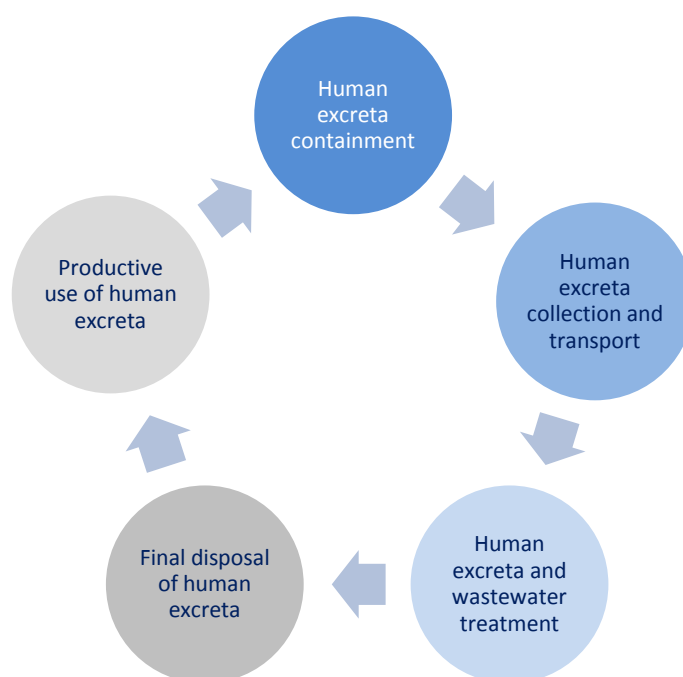 Human
excreta
containment
Human
excreta
collection and
transport
Human
excreta and
wastewater
treatment
Final disposal
of human
excreta
Productive
use of human
excreta